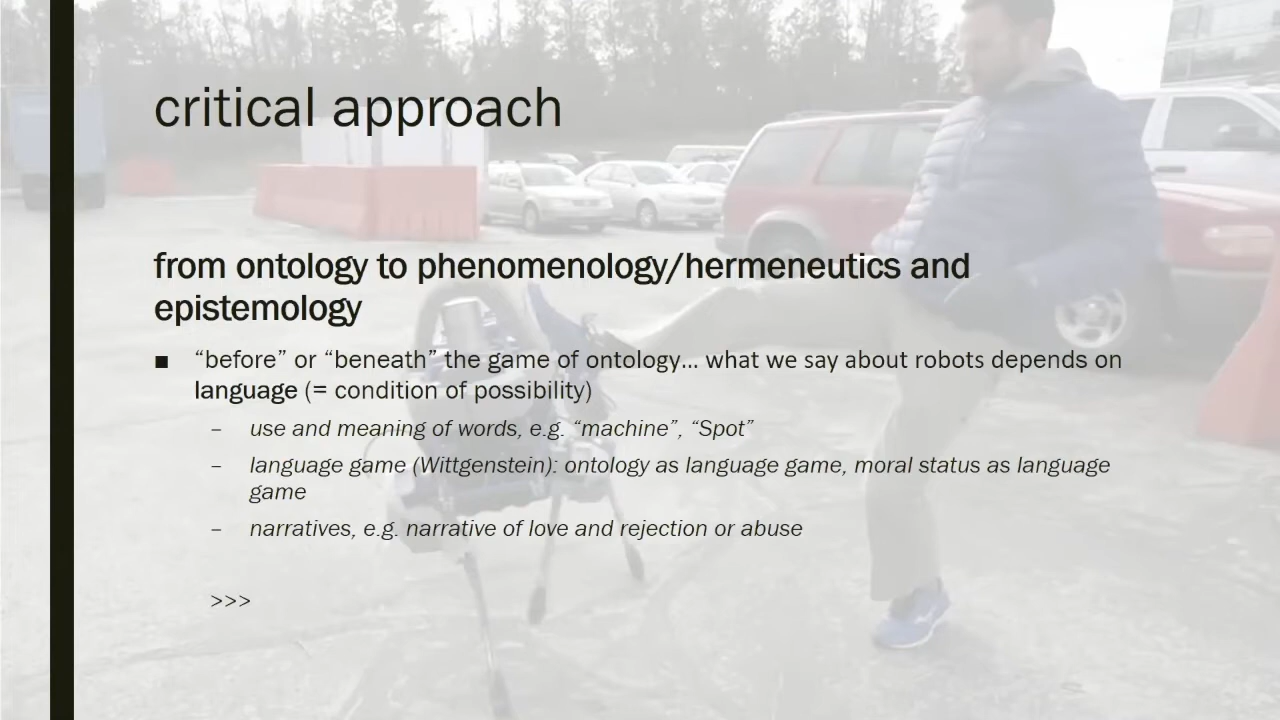 critical approach
from ontology to phenomenology/hermeneutics and
epistemology
■ “before” or “beneath” the game of ontology... what we say about robots depends on
language (= condition of possibility)
– use and meaning of words, e.g. “machine”, “Spot”
– language game (Wittgenstein): ontology as language game, moral status as language
game
– narratives, e.g. narrative of love and rejection or abuse
>>>